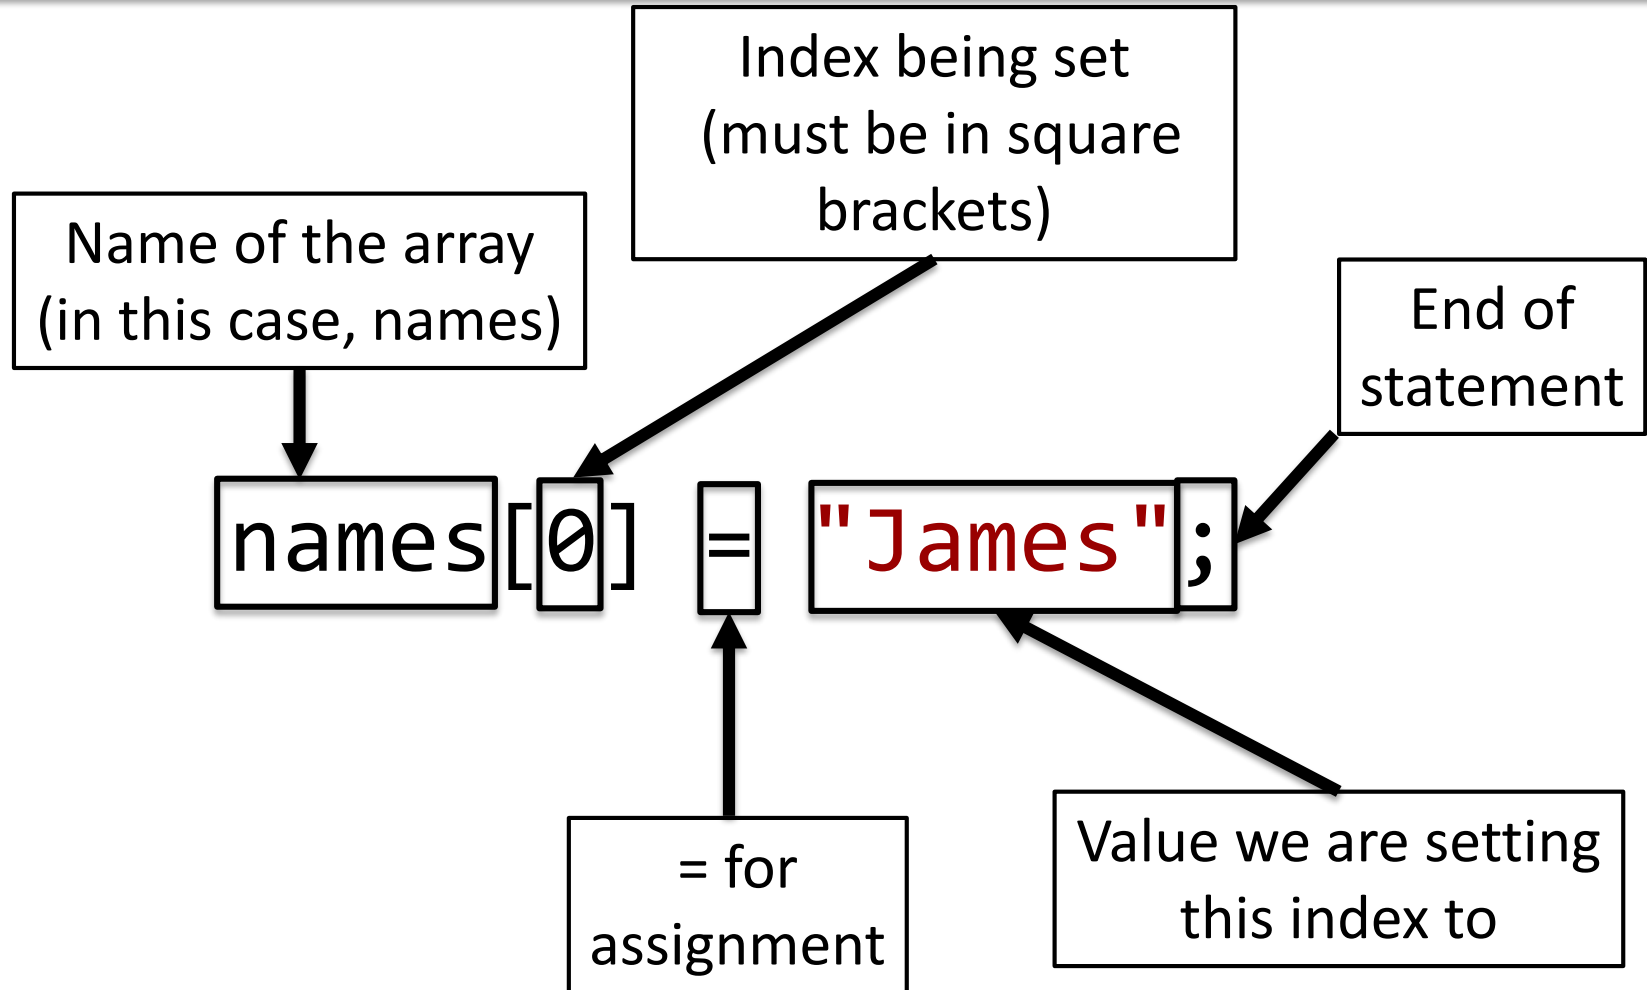 Index being set
(must be in square
brackets)
Name of the array
(in this case, names)
End of
statement
names[0] = "James";
= for
assignment
Value we are setting
this index to